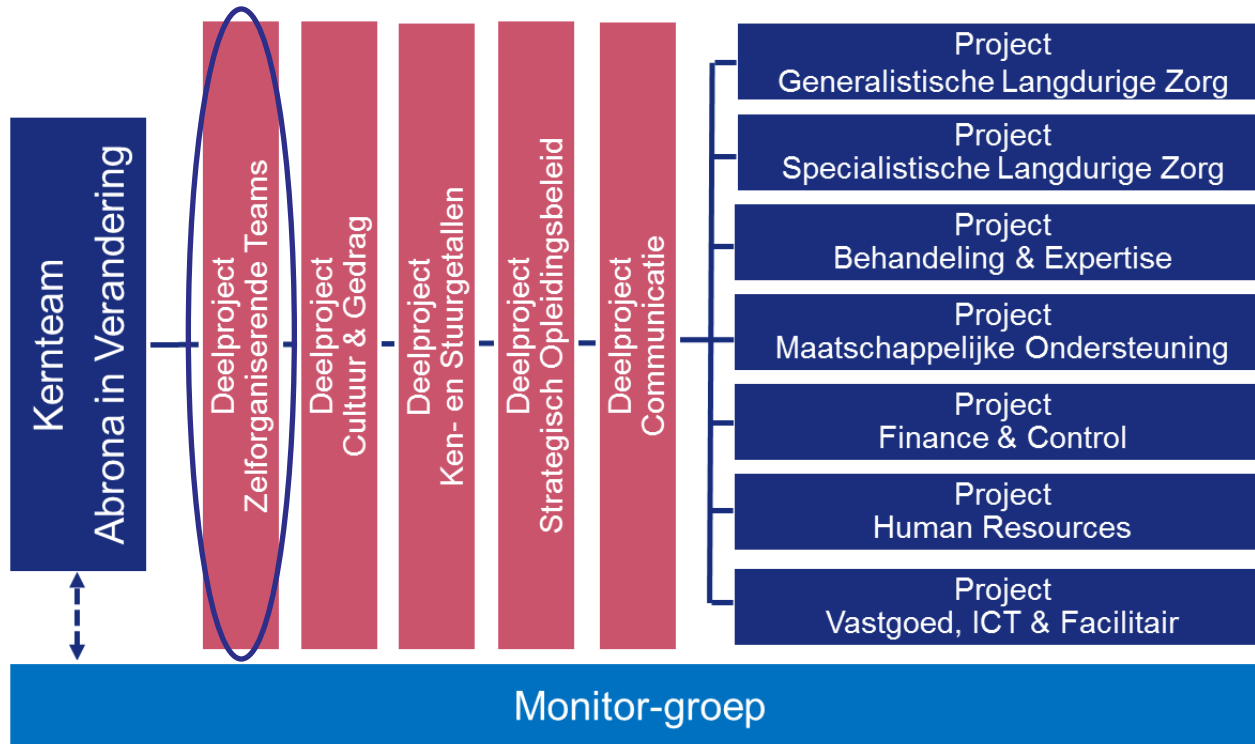 Kernteam
Abrona in Verandering
Deelproject
Zelforganiserende Teams
Deelproject
Cultuur & Gedrag
Deelproject
Ken- en Stuurgetallen
Deelproject
Strategisch Opleidingsbeleid
Deelproject
Communicatie
Project
Generalistische Langdurige Zorg
Project
Specialistische Langdurige Zorg
Project
Behandeling & Expertise
Project
Maatschappelijke Ondersteuning
Project
Finance & Control
Project
Human Resources
Project
Vastgoed, ICT & Facilitair
Monitor-groep